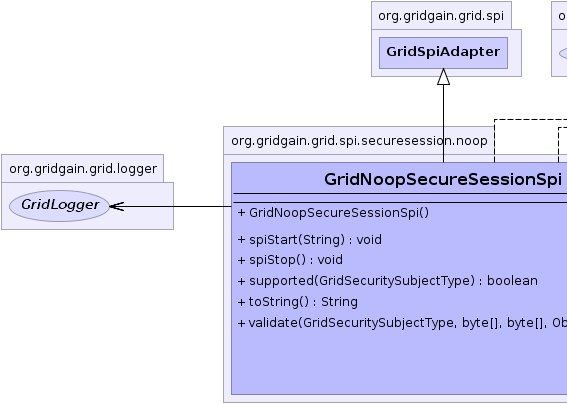 org.gridgain.grid.spi
GridSpiAdapter
org.gridgain.grid.spi.securesession.noop
org.gridgain.grid.logger
GridLogger
GridNoopSecureSessionSpi
+ GridNoopSecureSessionSpi()
+ spiStart(String) : void
+ spiStop() : void
+ supported(GridSecuritySubjectType) : boolean
+ toString() : String
+ validate(GridSecuritySubjectType, byte[], byte[],